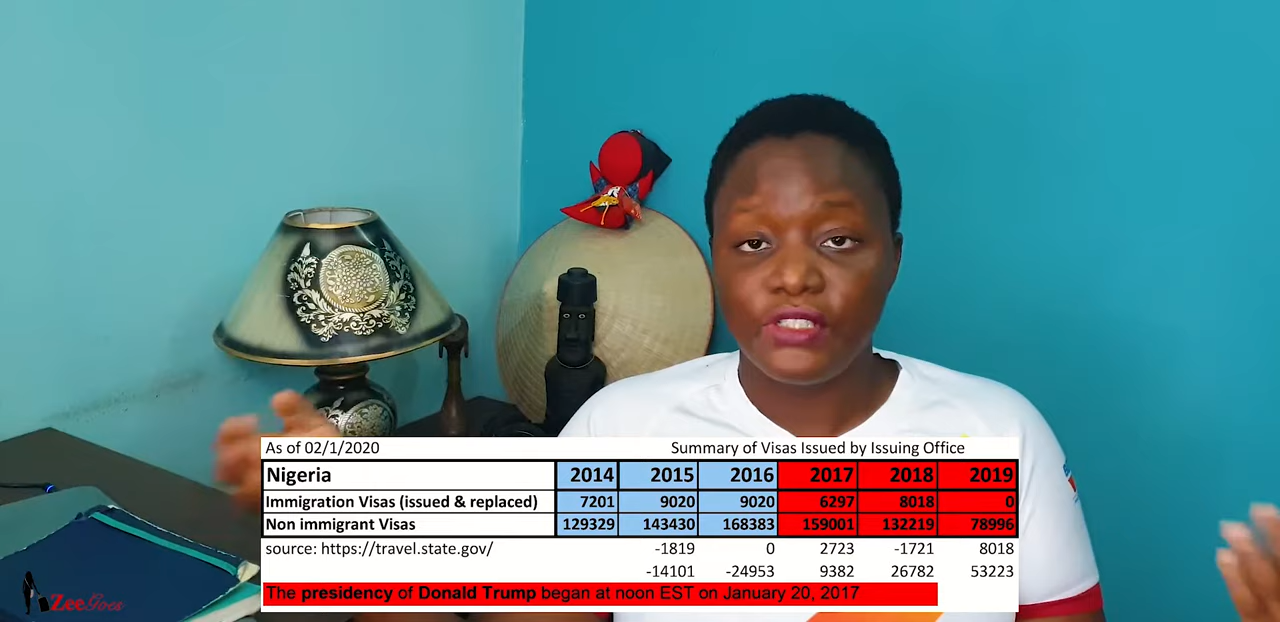 As of 02/1/2020 Summary of Visas Issued by Issuing Office
Nigeria 2014 2015 2016 2017 2018 2019
Immigration Visas (issued & replaced) 7201 9020 9020 6297 8018 0
Non immigrant Visas 129329 143430 168383 159001 132219 78996
source: https://travel.state.gov/ -1819 0 2723 -1721 8018
-14101 -24953 9382 26782 53223
The presidency of Donald Trump began at noon EST on January 20, 2017
ZeeGoes